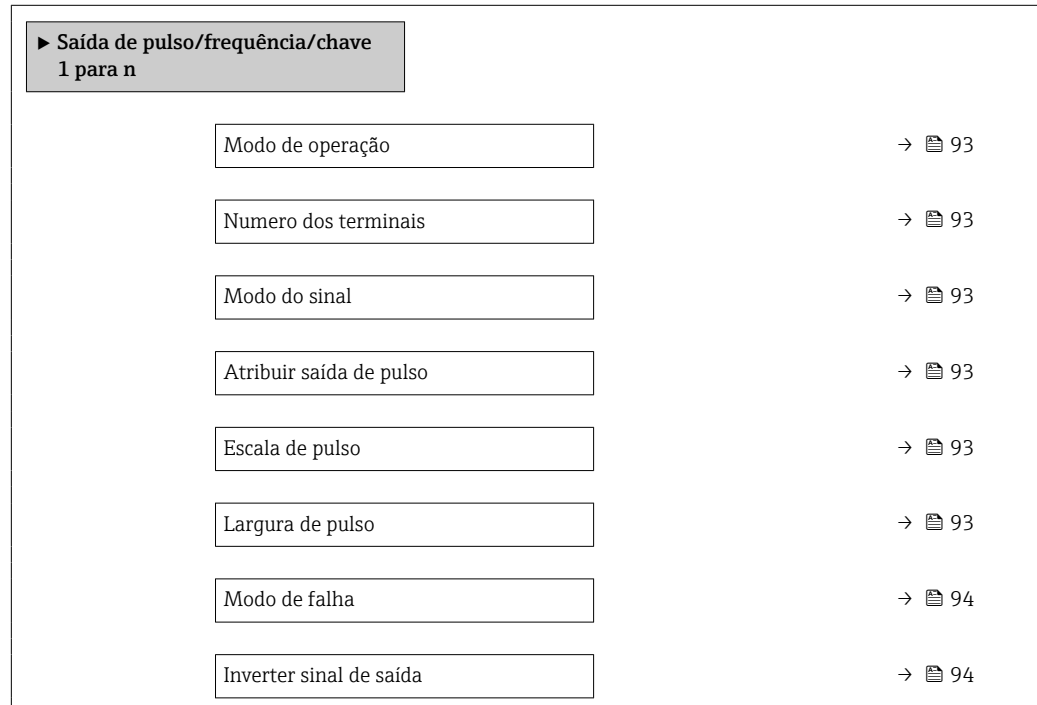 ▶ Saída de pulso/frequência/chave
1 para n
Modo de operação → 93
Numero dos terminais → 93
Modo do sinal → 93
Atribuir saída de pulso → 93
Escala de pulso → 93
Largura de pulso → 93
Modo de falha → 94
Inverter sinal de saída → 94